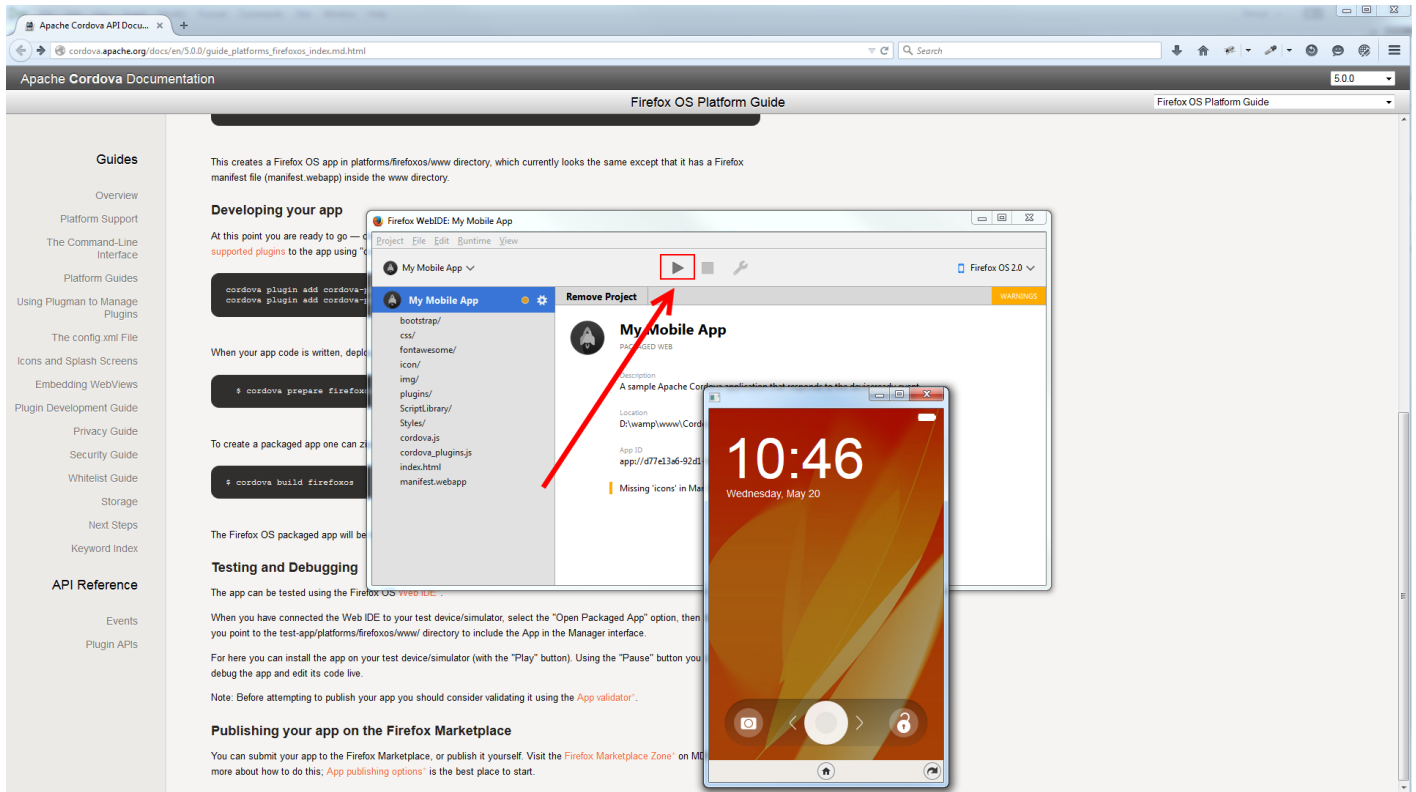 Apache Cordova API Docu...
cordova.apache.org/docs/en/5.0.0/guide_platforms_firefoxos_index.md.html
Search
Apache Cordova Documentation
5.0.0
Firefox OS Platform Guide
Firefox OS Platform Guide
Guides
Overview
Platform Support
The Command-Line
Interface
Platform Guides
Using Plugman to Manage
Plugins
The config.xml File
Icons and Splash Screens
Embedding WebViews
Plugin Development Guide
Privacy Guide
Security Guide
Whitelist Guide
Storage
Next Steps
Keyword Index
API Reference
Events
Plugin APIs
This creates a Firefox OS app in platforms/firefoxos/www directory, which currently looks the same except that it has a Firefox
manifest file (manifest.webapp) inside the www directory.
Developing your app
At this point you are ready to go —
supported plugins to the app using
cordova plugin add
cordova plugin add
When your app code is written,
$ cordova prepare
To create a packaged app one can
$ cordova build firefoxos
The Firefox OS packaged app will be
Testing and Debugging
The app can be tested using the Firefox OS Web IDE
When you have connected the Web IDE to your test device/simulator, select the "Open Packaged App" option, then
you point to the test-app/platforms/firefoxos/www/ directory to include the App in the Manager interface.
For here you can install the app on your test device/simulator (with the "Play" button). Using the "Pause" button you
debug the app and edit its code live.
Note: Before attempting to publish your app you should consider validating it using the App validator".
Publishing your app on the Firefox Marketplace
You can submit your app to the Firefox Marketplace, or publish it yourself. Visit the Firefox Marketplace Zone" on
more about how to do this; App publishing options" is the best place to start.
Firefox WebIDE: My Mobile App
Project File Edit Runtime View
My Mobile App
Firefox OS 2.0
My Mobile App
bootstrap/
css/
fontawesome/
icon/
img/
plugins/
ScriptLibrary/
Styles/
cordova.js
cordova_plugins.js
index.html
manifest.webapp
Remove Project
WARNINGS
My Mobile App
PACKAGED WEB
Description
A sample Apache Cordova application that responds to the deviceready event.
Location
D:\wamp\www\Cord
App ID
app://d77e13a6-92d1
Missing 'icons' in
10:46
Wednesday, May 20